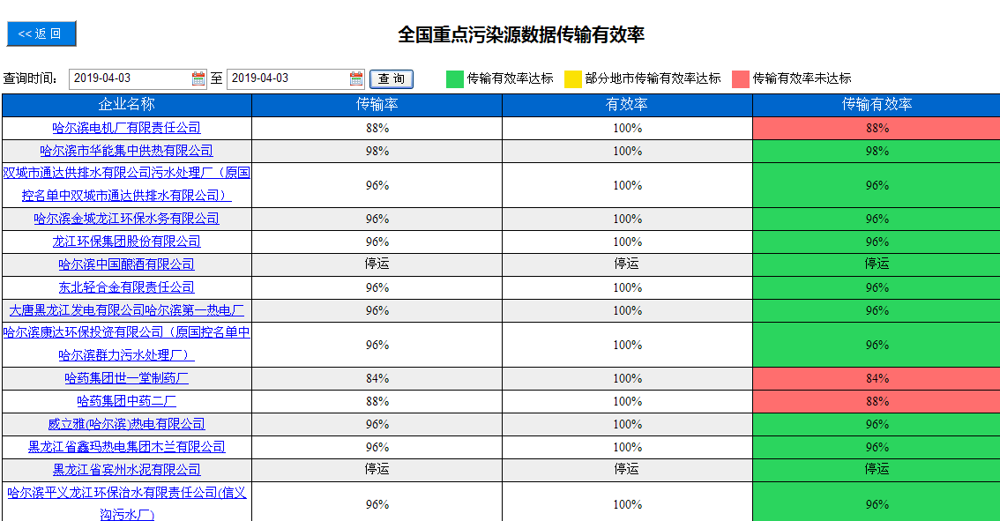 << 返 回
全国重点污染源数据传输有效率
查询时间: 2019-04-03 至 2019-04-03 查 询 传输有效率达标 部分地市传输有效率达标 传输有效率未达标
企业名称 传输率 有效率 传输有效率
哈尔滨电机厂有限责任公司 88% 100% 88%
哈尔滨市华能集中供热有限公司 98% 100% 98%
双城市通达供排水有限公司污水处理厂（原国
控名单中双城市通达供排水有限公司） 96% 100% 96%
哈尔滨金城龙江环保水务有限公司 96% 100% 96%
龙江环保集团股份有限公司 96% 100% 96%
哈尔滨中国酿酒有限公司 停运 停运 停运
东北轻合金有限责任公司 96% 100% 96%
大唐黑龙江发电有限公司哈尔滨第一热电厂 96% 100% 96%
哈尔滨康达环保投资有限公司（原国控名单中
哈尔滨群力污水处理厂） 96% 100% 96%
哈药集团世一堂制药厂 84% 100% 84%
哈药集团中药二厂 88% 100% 88%
威立雅(哈尔滨)热电有限公司 96% 100% 96%
黑龙江省鑫玛热电集团木兰有限公司 96% 100% 96%
黑龙江省宾州水泥有限公司 停运 停运 停运
哈尔滨平义龙江环保治水有限责任公司(信义
沟污水厂) 96% 100% 96%